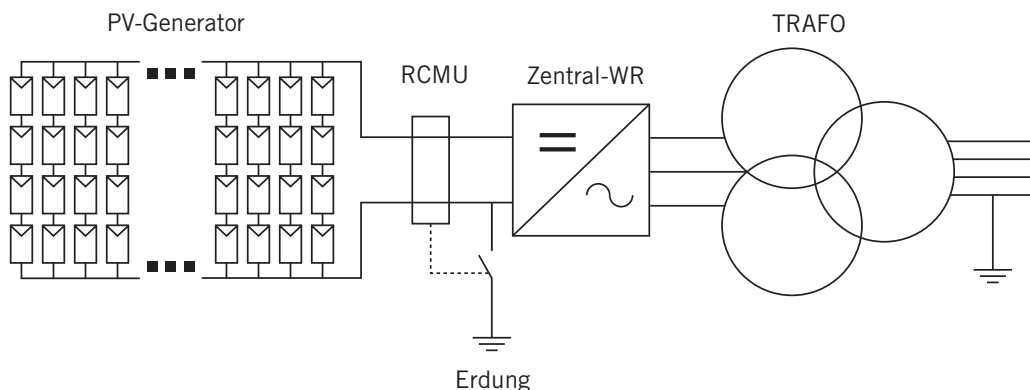 PV-Generator
TRAFO
RCMU
Zentral-WR
Erdung